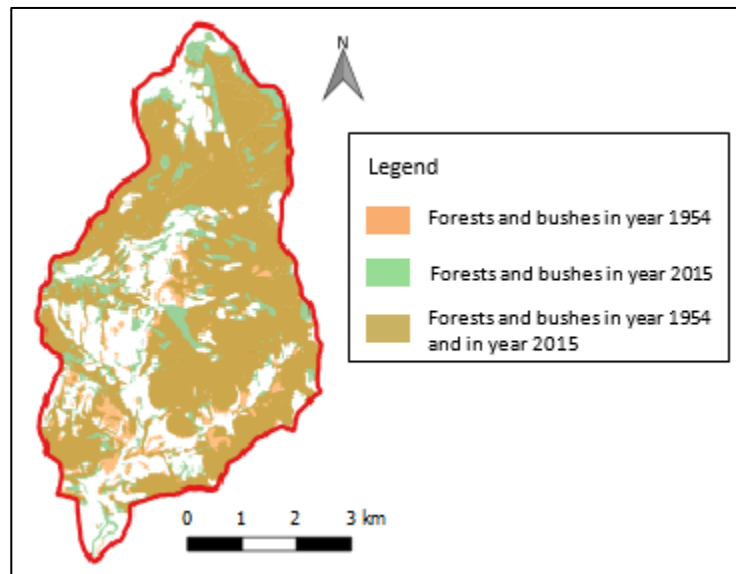 N
Legend
Forests and bushes in year 1954
Forests and bushes in year 2015
Forests and bushes in year 1954
and in year 2015
0 1 2 3 km